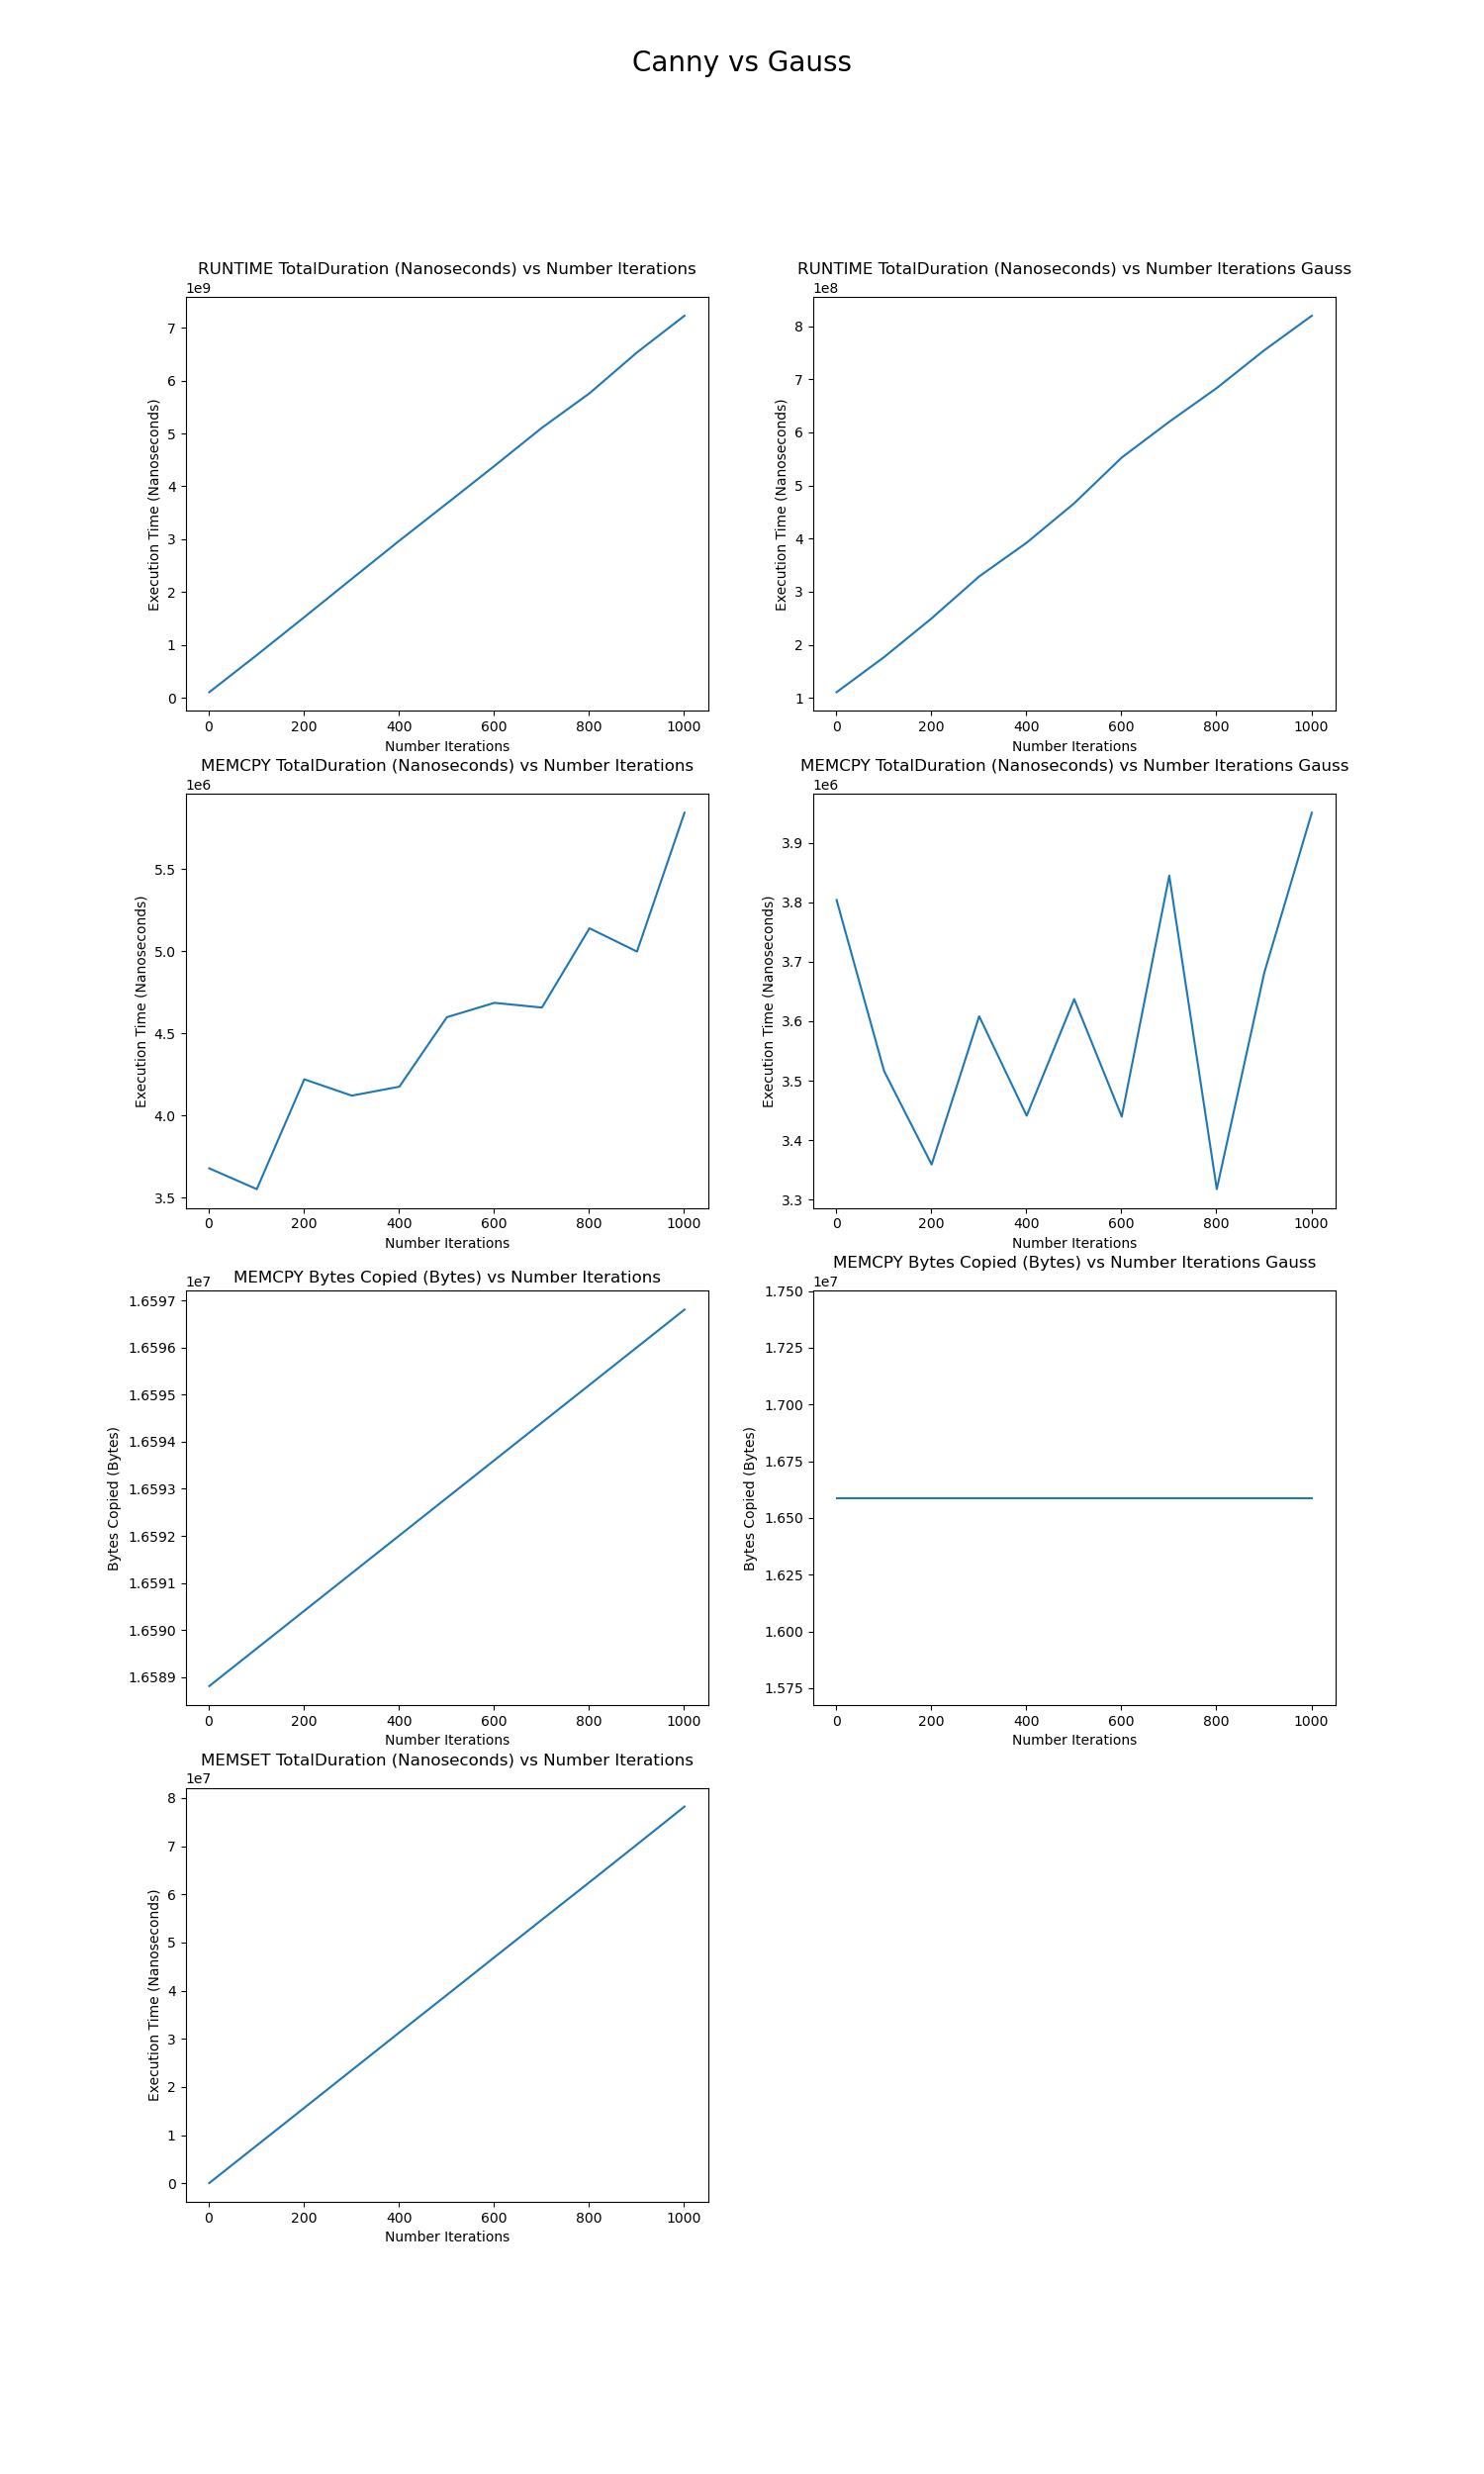 Canny vs Gauss
RUNTIME TotalDuration (Nanoseconds) vs Number Iterations
1e9
7
6
5
4
3
2
1
0
Execution Time (Nanoseconds)
0 200 400 600 800 1000
Number Iterations
RUNTIME TotalDuration (Nanoseconds) vs Number Iterations Gauss
1e8
8
7
6
5
4
3
2
1
Execution Time (Nanoseconds)
0 200 400 600 800 1000
Number Iterations
MEMCPY TotalDuration (Nanoseconds) vs Number Iterations
1e6
5.5
5.0
4.5
4.0
3.5
Execution Time (Nanoseconds)
0 200 400 600 800 1000
Number Iterations
MEMCPY TotalDuration (Nanoseconds) vs Number Iterations Gauss
1e6
3.9
3.8
3.7
3.6
3.5
3.4
3.3
Execution Time (Nanoseconds)
0 200 400 600 800 1000
Number Iterations
MEMCPY Bytes Copied (Bytes) vs Number Iterations
1e7
1.6597
1.6596
1.6595
1.6594
1.6593
1.6592
1.6591
1.6590
1.6589
Bytes Copied (Bytes)
0 200 400 600 800 1000
Number Iterations
MEMCPY Bytes Copied (Bytes) vs Number Iterations Gauss
1e7
1.750
1.725
1.700
1.675
1.650
1.625
1.600
1.575
Bytes Copied (Bytes)
0 200 400 600 800 1000
Number Iterations
MEMSET TotalDuration (Nanoseconds) vs Number Iterations
1e7
8
7
6
5
4
3
2
1
0
Execution Time (Nanoseconds)
0 200 400 600 800 1000
Number Iterations